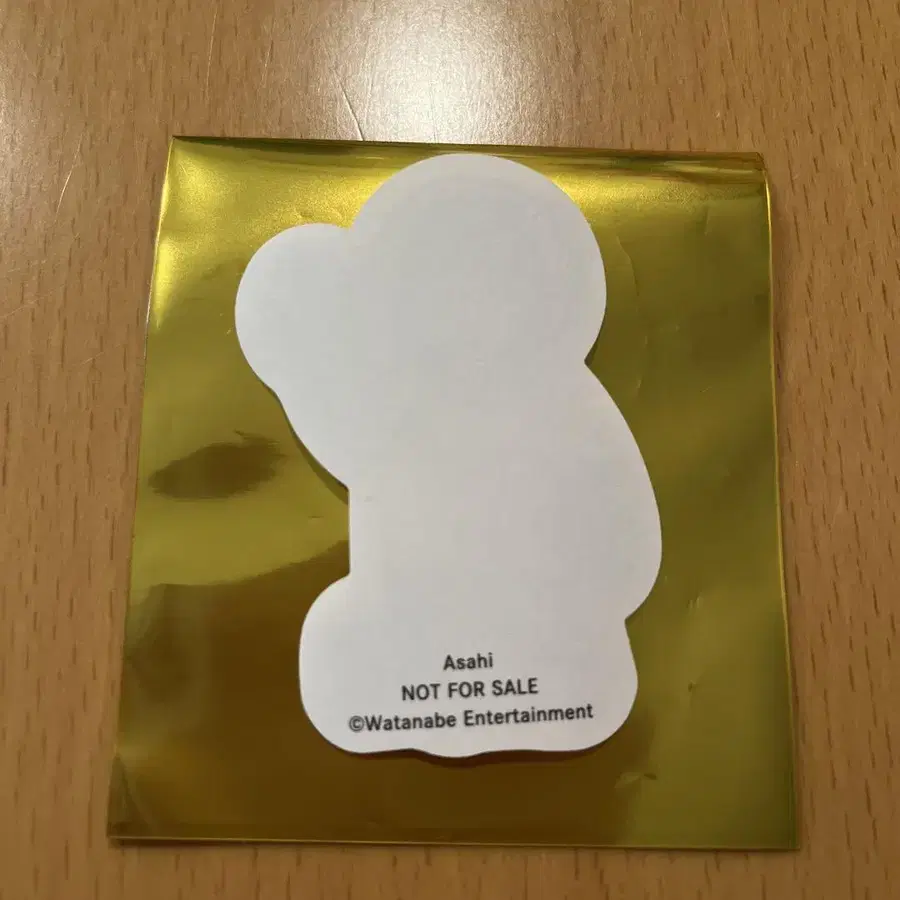 Asahi
NOT FOR SALE
©Watanabe Entertainment